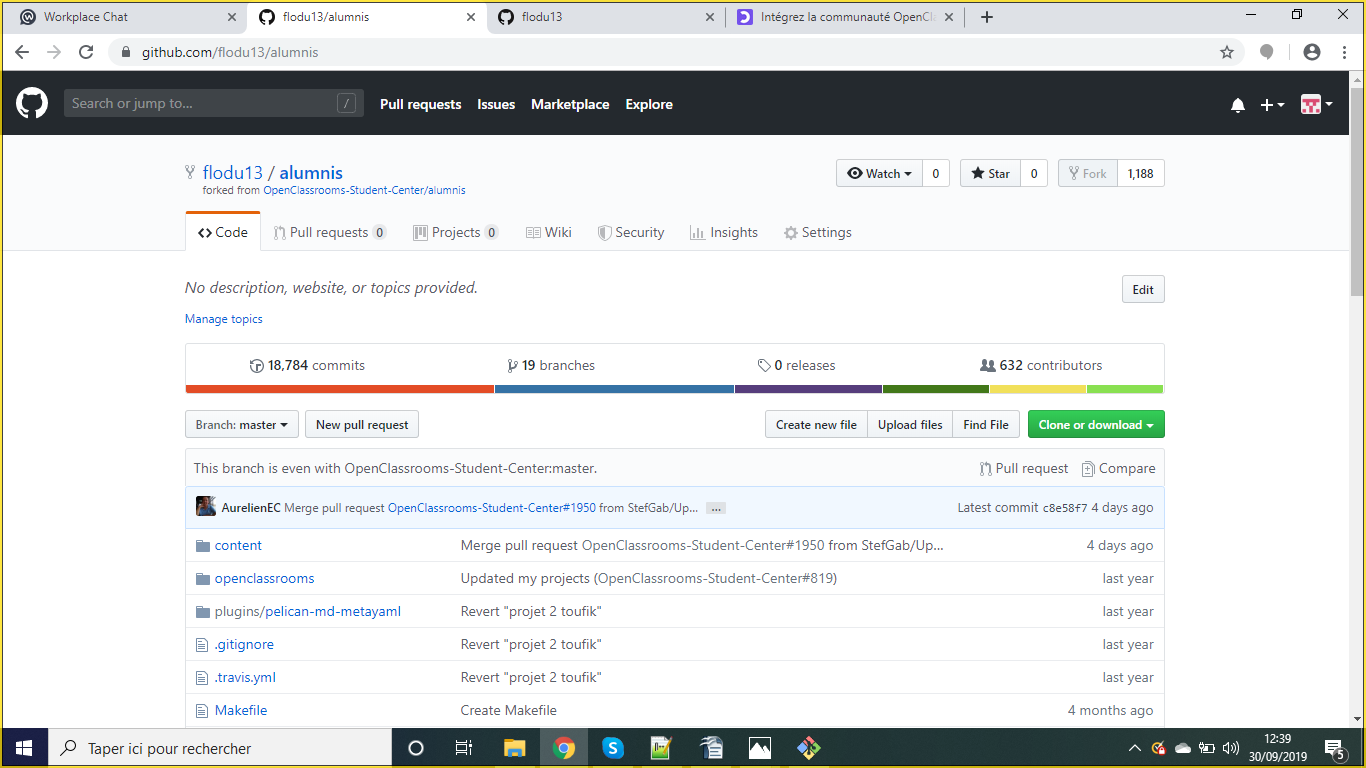 Workplace Chat
flodu13/alumnis
flodu13
Intégrez la communauté OpenCl
github.com/flodu13/alumnis
Search or jump to... /
Pull requests Issues Marketplace Explore
flodu13 / alumnis
forked from OpenClassrooms-Student-Center/alumnis
Watch 0 Star 0 Fork 1,188
Code Pull requests 0 Projects 0 Wiki Security Insights Settings
No description, website, or topics provided.
Edit
Manage topics
18,784 commits 19 branches 0 releases 632 contributors
Branch: master New pull request Create new file Upload files Find File Clone or download
This branch is even with OpenClassrooms-Student-Center:master. Pull request Compare
AurelienEC Merge pull request OpenClassrooms-Student-Center#1950 from StefGab/Up... ... Latest commit c8e58f7 4 days ago
content Merge pull request OpenClassrooms-Student-Center#1950 from StefGab/Up... 4 days ago
openclassrooms Updated my projects (OpenClassrooms-Student-Center#819) last year
plugins/pelican-md-metayaml Revert "projet 2 toufik" last year
.gitignore Revert "projet 2 toufik" last year
.travis.yml Revert "projet 2 toufik" last year
Makefile Create Makefile 4 months ago
Taper ici pour rechercher
12:39
30/09/2019
5